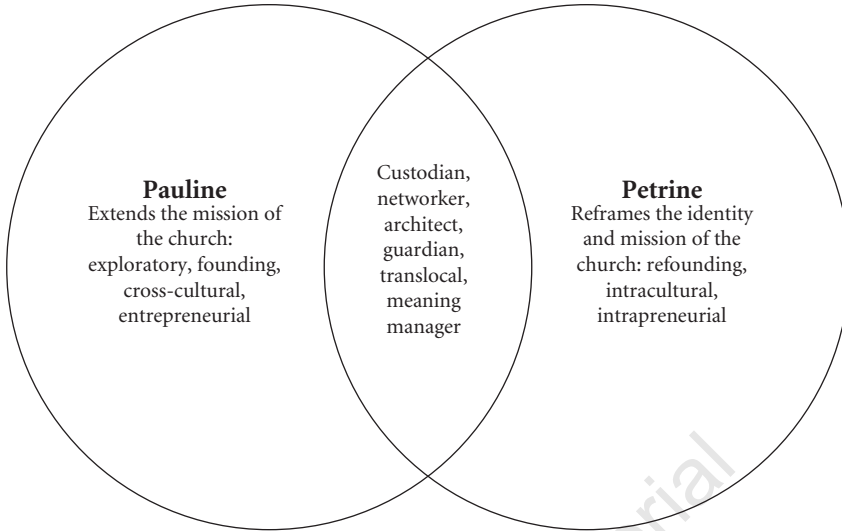 Pauline
Extends the mission of
the church:
exploratory, founding,
cross-cultural,
entrepreneurial
Custodian,
networker,
architect,
guardian,
translocal,
meaning
manager
Petrine
Reframes the identity
and mission of the
church: refounding,
intracultural,
intrapreneurial